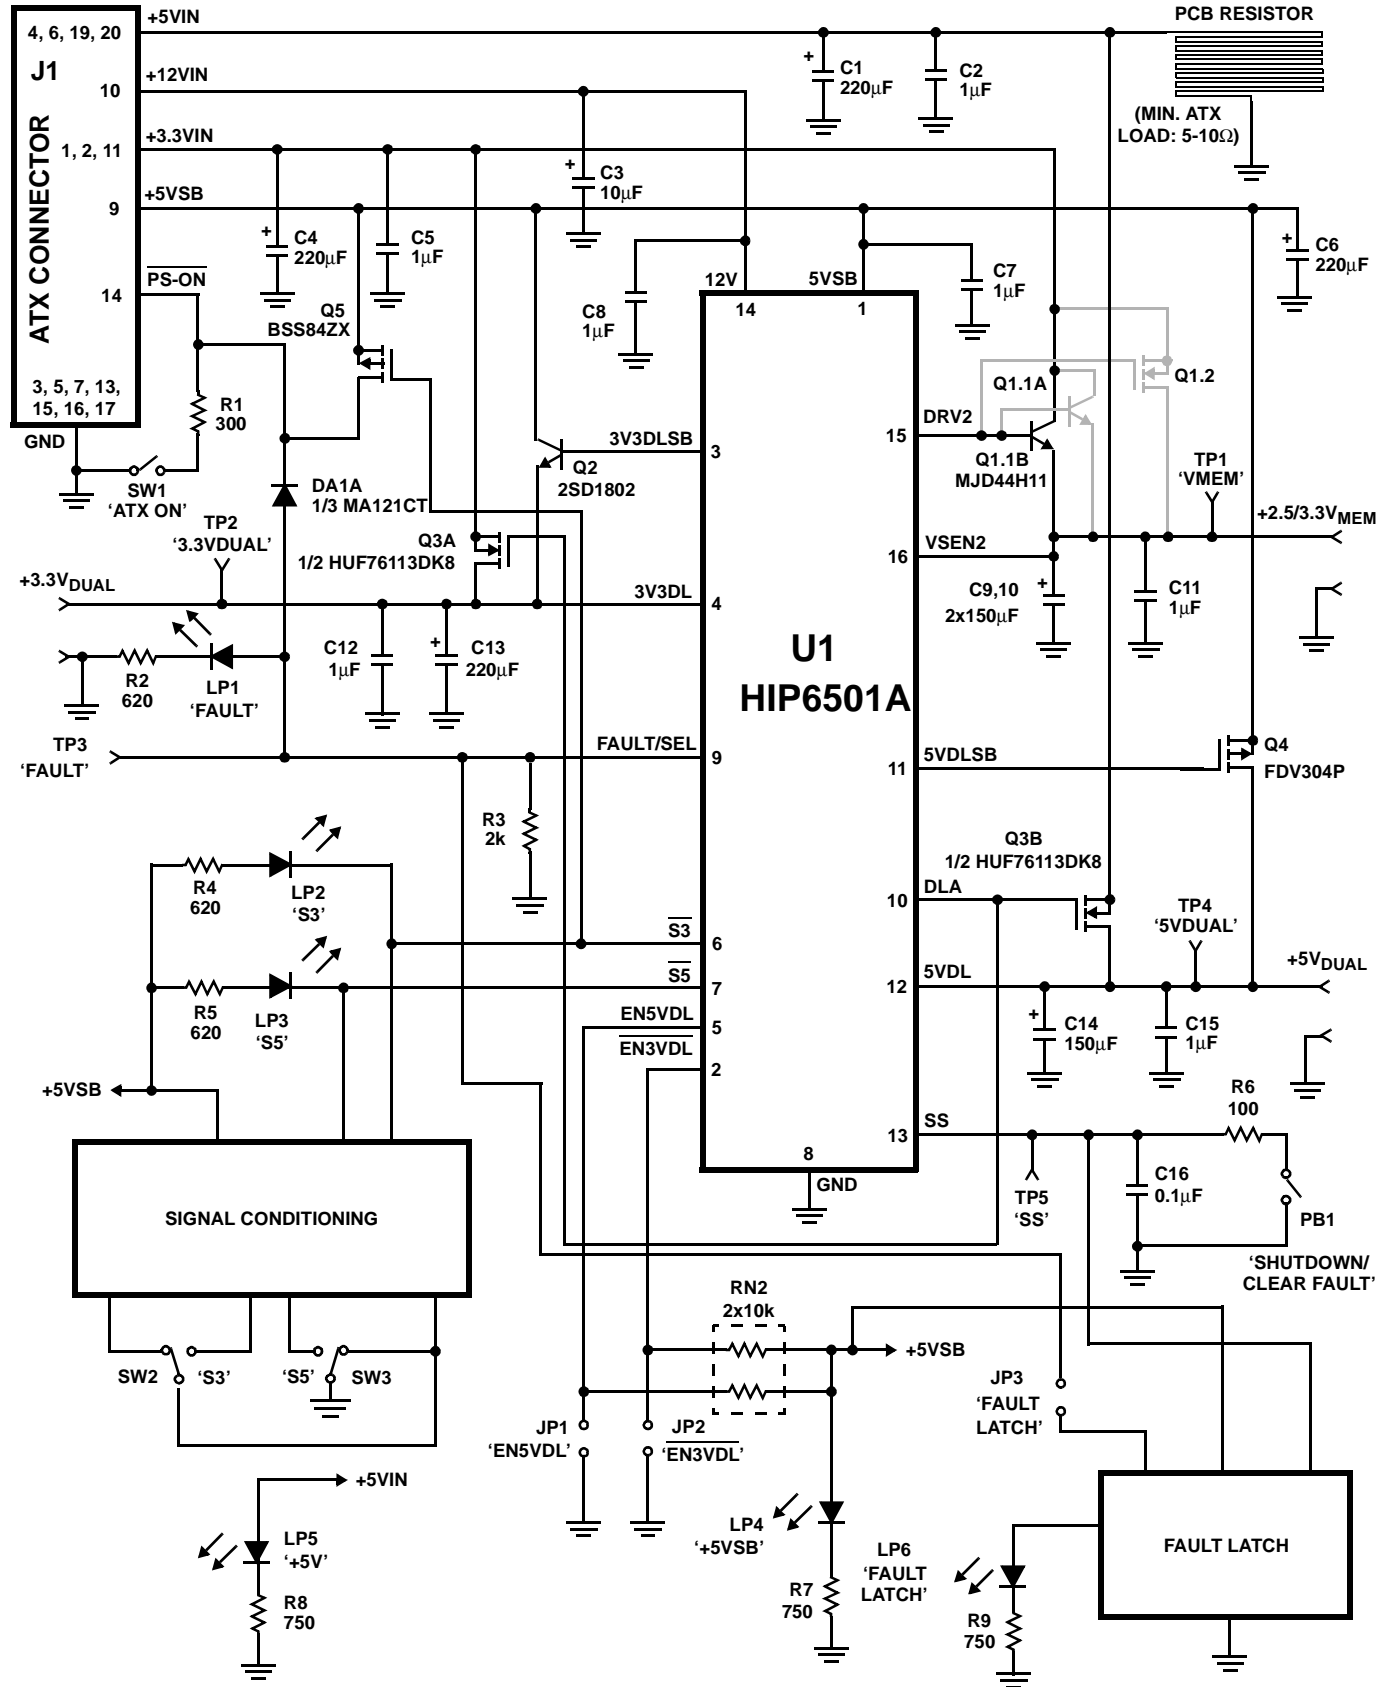 +5VIN
4, 6, 19, 20
J1
ATX CONNECTOR
+12VIN
10
+3.3VIN
1, 2, 11
+5VSB
9
PS-ON
14
3, 5, 7, 13,
15, 16, 17
GND
PCB RESISTOR
(MIN. ATX
LOAD: 5-10Ω)
+
C1
220μF
C2
1μF
+
C3
10μF
+
C4
220μF
C5
1μF
+
C6
220μF
C7
1μF
C8
1μF
12V
14
5VSB
1
Q5
BSS84ZX
R1
300
SW1
‘ATX ON’
DA1A
1/3 MA121CT
3V3DLSB
3
Q2
2SD1802
Q1.1A
Q1.2
DRV2
15
Q1.1B
MJD44H11
TP1
‘VMEM’
+2.5/3.3VMEM
VSEN2
16
C9,10
2x150μF
+
C11
1μF
TP2
‘3.3VDUAL’
Q3A
1/2 HUF76113DK8
+3.3VDUAL
3V3DL
4
C12
1μF
+
C13
220μF
R2
620
LP1
‘FAULT’
U1
HIP6501A
TP3
‘FAULT’
FAULT/SEL
9
R3
2k
5VDLSB
11
Q4
FDV304P
Q3B
1/2 HUF76113DK8
DLA
10
TP4
‘5VDUAL’
+5VDUAL
5VDL
12
+
C14
150μF
C15
1μF
R4
620
LP2
‘S3’
S3
6
R5
620
LP3
‘S5’
S5
7
EN5VDL
5
EN3VDL
2
+5VSB
SIGNAL CONDITIONING
8
GND
SS
13
TP5
‘SS’
C16
0.1μF
R6
100
PB1
‘SHUTDOWN/
CLEAR FAULT’
SW2
‘S3’
‘S5’
SW3
RN2
2x10k
+5VSB
JP1
‘EN5VDL’
JP2
‘EN3VDL’
JP3
‘FAULT
LATCH’
+5VIN
LP5
‘+5V’
R8
750
LP4
‘+5VSB’
R7
750
LP6
‘FAULT
LATCH’
R9
750
FAULT LATCH